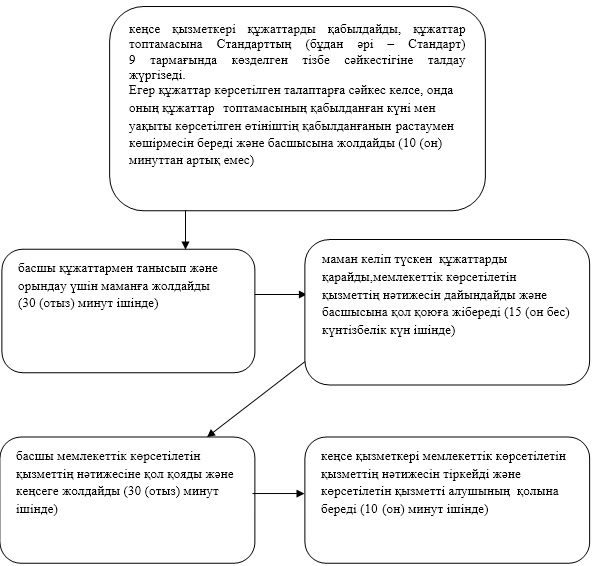 кеңсе қызметкері құжаттарды қабылдайды, құжаттар
топтамасына Стандарттың (бұдан әрі – Стандарт)
9 тармағында көзделген тізбе сәйкестігіне талдау
жүргізеді.
Егер құжаттар көрсетілген талаптарға сәйкес келсе, онда
оның құжаттар топтамасының қабылданған күні мен
уақыты көрсетілген өтініштің қабылданғанын растаумен
көшірмесін береді және басшысына жолдайды (10 (он)
минуттан артық емес)
басшы құжаттармен танысып және
орындау үшін маманға жолдайды
(30 (отыз) минут ішінде)
маман келіп түскен құжаттарды
қарайды,мемлекеттік көрсетілетін
қызметтің нәтижесін дайындайды және
басшысына қол қоюға жібереді (15 (он бес)
күнтізбелік күн ішінде)
басшы мемлекеттік көрсетілетін
қызметтің нәтижесіне қол қояды және
кеңсеге жолдайды (30 (отыз) минут
ішінде)
кеңсе қызметкері мемлекеттік көрсетілетін
қызметтің нәтижесін тіркейді және
көрсетілетін қызметті алушының қолына
береді (10 (он) минут ішінде)